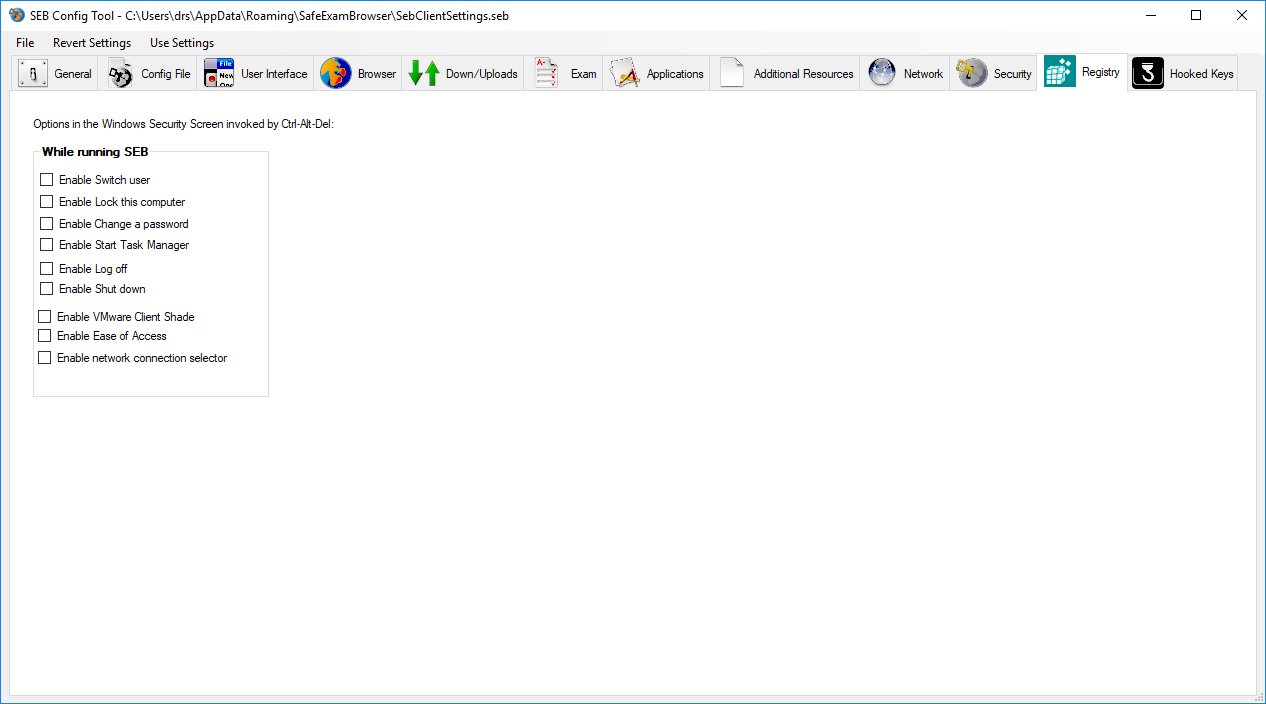 SEB Config Tool - C:\Users\drs\AppData\Roaming\SafeExamBrowser\SebClientSettings.seb
File Revert Settings Use Settings
General Config File User Interface Browser Down/Uploads Exam Applications Additional Resources Network Security Registry Hooked Keys
Options in the Windows Security Screen invoked by Ctrl-Alt-Del:
While running SEB
Enable Switch user
Enable Lock this computer
Enable Change a password
Enable Start Task Manager
Enable Log off
Enable Shut down
Enable VMware Client Shade
Enable Ease of Access
Enable network connection selector